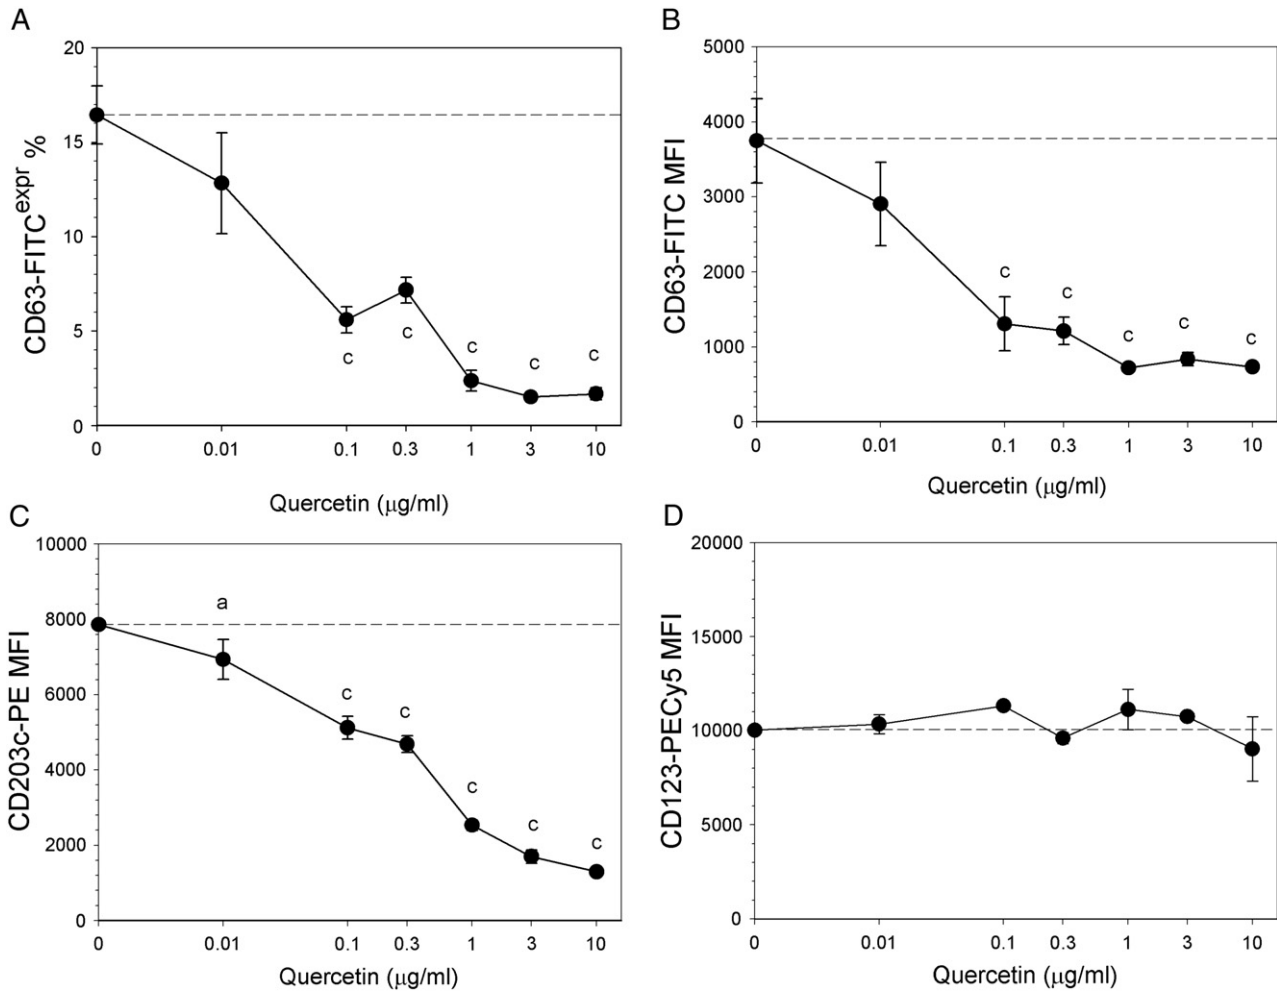 A
CD63-FITCexpr %
20
15
10
5
0
0 0.01 0.1 0.3 1 3 10
c c c c c
Quercetin (μg/ml)
B
CD63-FITC MFI
5000
4000
3000
2000
1000
0
0 0.01 0.1 0.3 1 3 10
c c c c c
Quercetin (μg/ml)
C
CD203c-PE MFI
10000
8000
6000
4000
2000
0
0 0.01 0.1 0.3 1 3 10
a c c c c c
Quercetin (μg/ml)
D
CD123-PECy5 MFI
20000
15000
10000
5000
0
0 0.01 0.1 0.3 1 3 10
Quercetin (μg/ml)